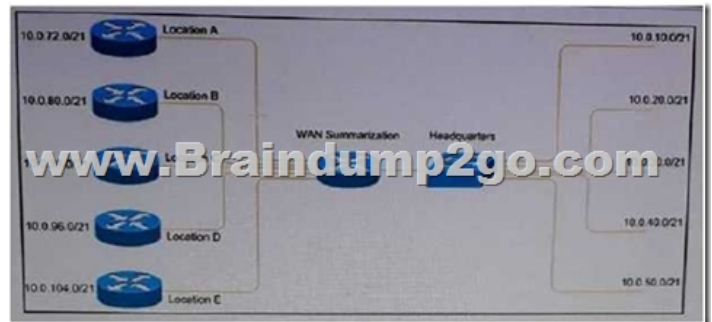 10.0.72.0/21
Location A
10.0.10.0/21
10.0.80.0/21
Location B
10.0.20.0/21
WAN Summarization
Headquarters
www.Braindump2go.com
0/21
10.0.96.0/21
Location D
10.0.40.0/21
10.0.104.0/21
Location E
10.0.50.0/21